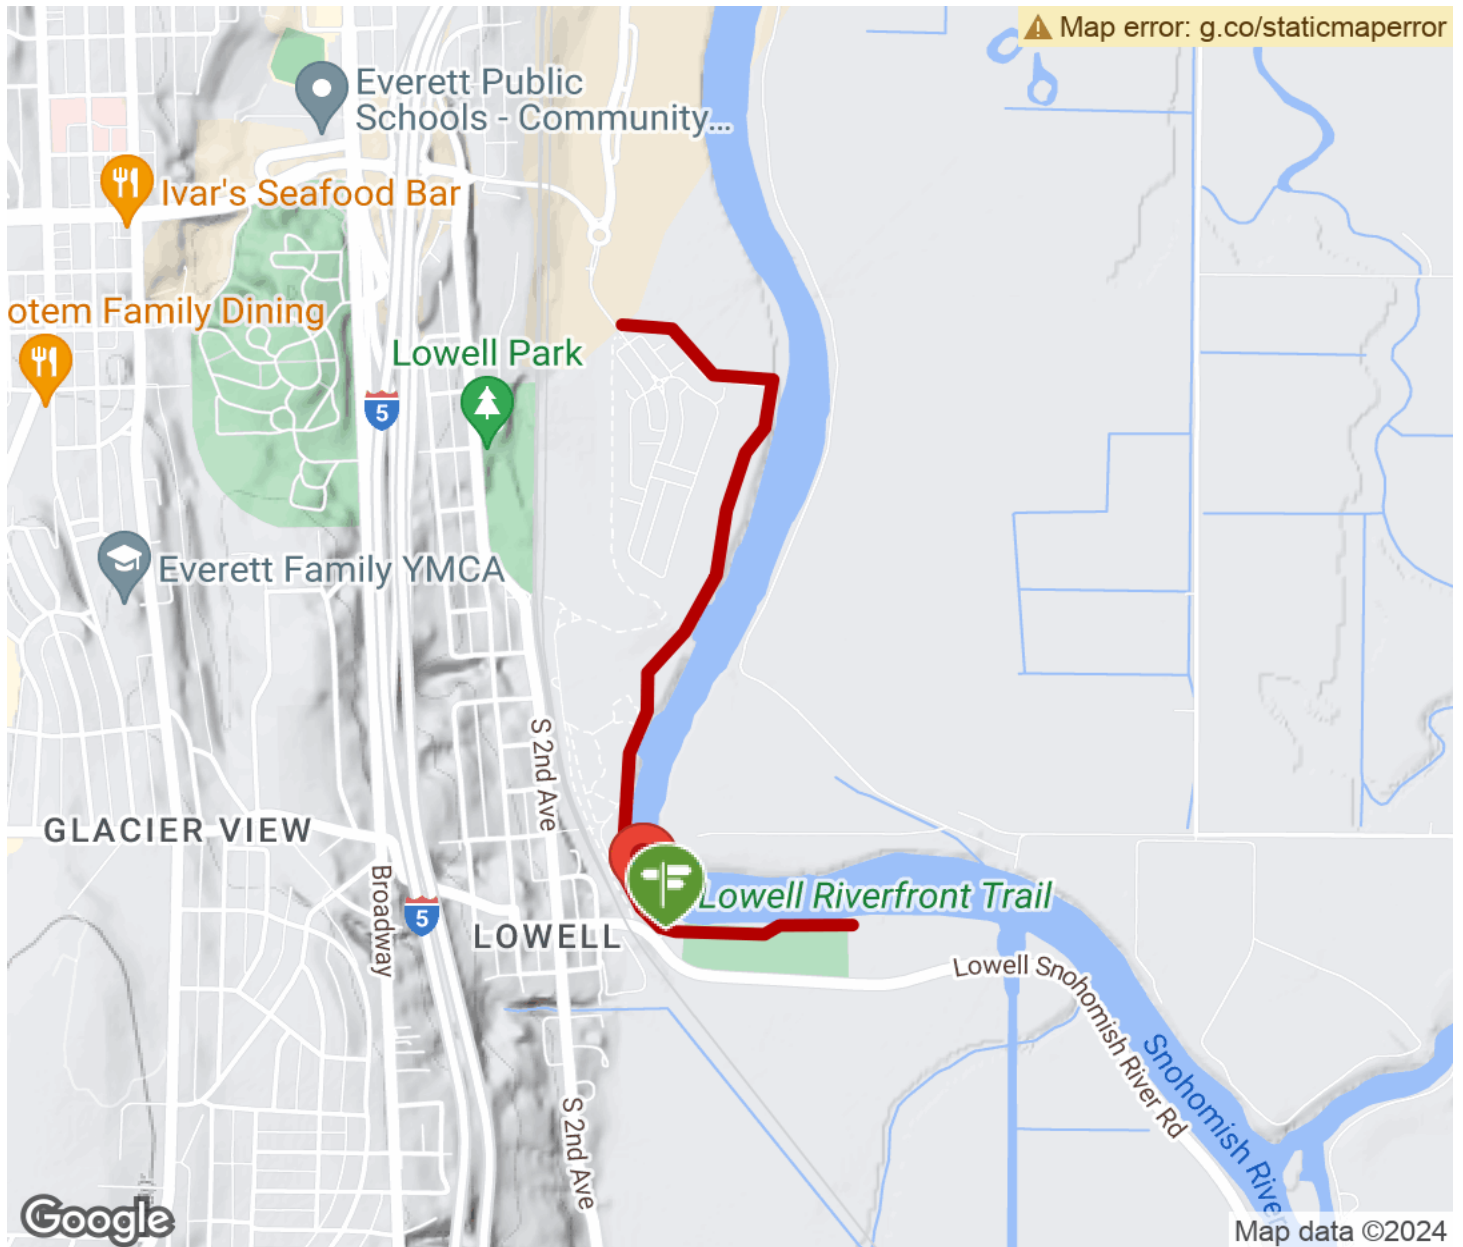 Map error: g.co/staticmaperror
Everett Public
Schools - Community...
Ivar's Seafood Bar
otem Family Dining
Lowell Park
5
Everett Family YMCA
S 2nd Ave
GLACIER VIEW
Broadway
5
LOWELL
Lowell Riverfront Trail
Lowell Snohomish River Rd
Snohomish River
S 2nd Ave
Google
Map data ©2024